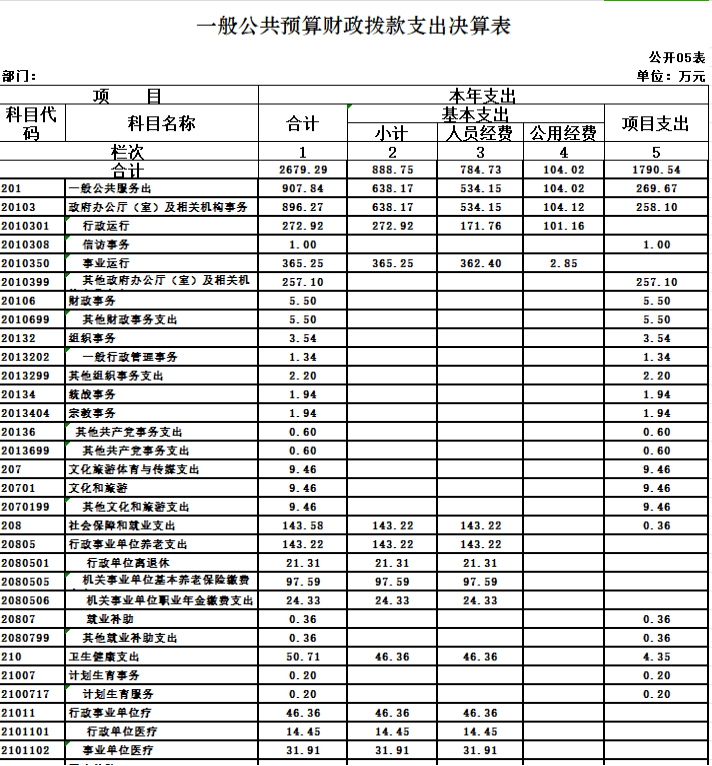 一般公共预算财政拨款支出决算表
公开05表
部门： 单位：万元
项 目 本年支出
科目代码 科目名称 合计 基本支出 项目支出
小计 人员经费 公用经费
栏次 1 2 3 4 5
合计 2679.29 888.75 784.73 104.02 1790.54
201 一般公共服务出 907.84 638.17 534.15 104.02 269.67
20103 政府办公厅（室）及相关机构事务 896.27 638.17 534.15 104.12 258.10
2010301 行政运行 272.92 272.92 171.76 101.16
2010308 信访事务 1.00 1.00
2010350 事业运行 365.25 365.25 362.40 2.85
2010399 其他政府办公厅（室）及相关机 257.10 257.10
20106 财政事务 5.50 5.50
2010699 其他财政事务支出 5.50 5.50
20132 组织事务 3.54 3.54
2013202 一般行政管理事务 1.34 1.34
2013299 其他组织事务支出 2.20 2.20
20134 统战事务 1.94 1.94
2013404 宗教事务 1.94 1.94
20136 其他共产党事务支出 0.60 0.60
2013699 其他共产党事务支出 0.60 0.60
207 文化旅游体育与传媒支出 9.46 9.46
20701 文化和旅游 9.46 9.46
2070199 其他文化和旅游支出 9.46 9.46
208 社会保障和就业支出 143.58 143.22 143.22 0.36
20805 行政事业单位养老支出 143.22 143.22 143.22
2080501 行政单位离退休 21.31 21.31 21.31
2080505 机关事业单位基本养老保险缴费 97.59 97.59 97.59
2080506 机关事业单位职业年金缴费支出 24.33 24.33 24.33
20807 就业补助 0.36 0.36
2080799 其他就业补助支出 0.36 0.36
210 卫生健康支出 50.71 46.36 46.36 4.35
21007 计划生育事务 0.20 0.20
2100717 计划生育服务 0.20 0.20
21011 行政事业单位疗 46.36 46.36 46.36
2101101 行政单位医疗 14.45 14.45 14.45
2101102 事业单位医疗 31.91 31.91 31.91